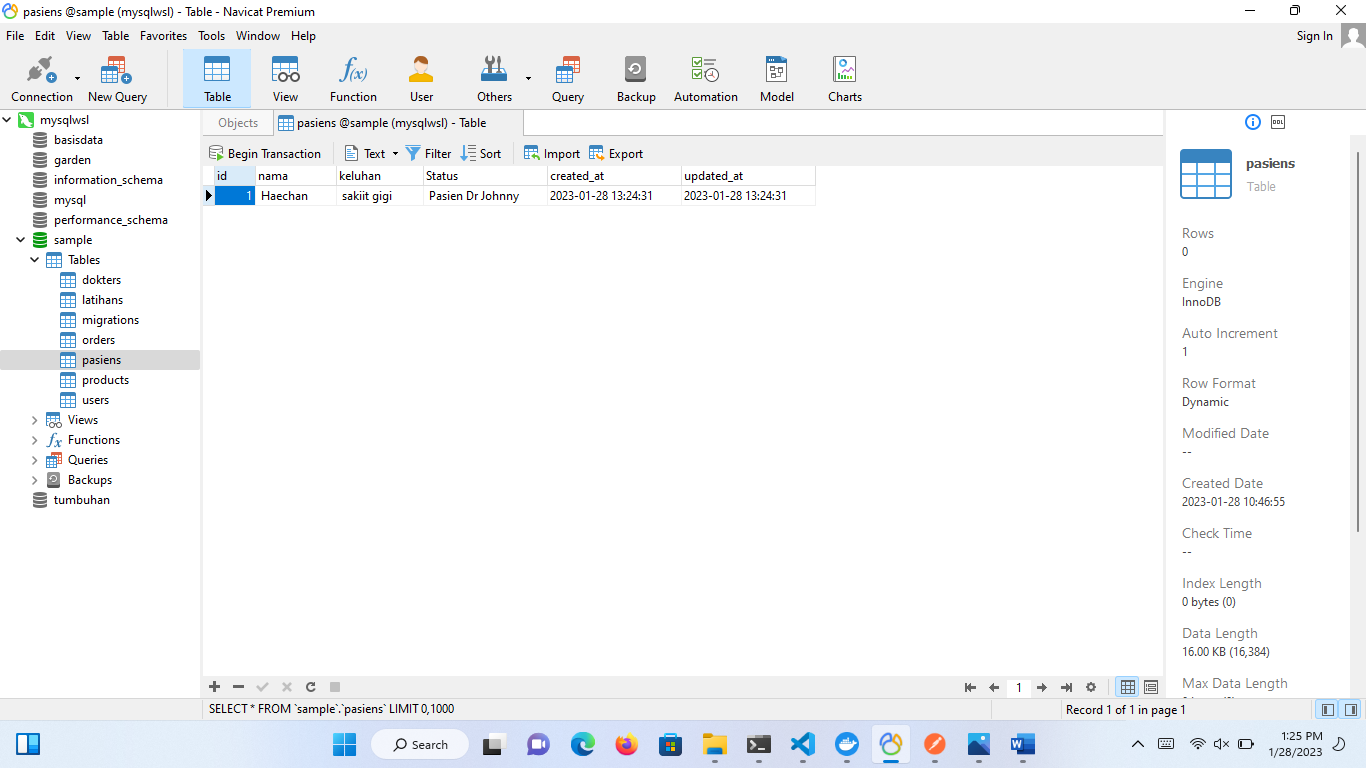 pasiens @sample (mysqlwsl) - Table - Navicat Premium
File Edit View Table Favorites Tools Window Help Sign In
Connection New Query Table View Function User Others Query Backup Automation Model Charts
mysqlwsl
basisdata
garden
information_schema
mysql
performance_schema
sample
Tables
dokters
latihans
migrations
orders
pasiens
products
users
Views
Functions
Queries
Backups
tumbuhan
Objects pasiens @sample (mysqlwsl) - Table
Begin Transaction Text Filter Sort Import Export
id nama keluhan Status created_at updated_at
1 Haechan sakiit gigi Pasien Dr Johnny 2023-01-28 13:24:31 2023-01-28 13:24:31
DDL
pasiens
Table
Rows
0
Engine
InnoDB
Auto Increment
1
Row Format
Dynamic
Modified Date
--
Created Date
2023-01-28 10:46:55
Check Time
--
Index Length
0 bytes (0)
Data Length
16.00 KB (16,384)
Max Data Length
1
SELECT * FROM `sample`.`pasiens` LIMIT 0,1000
Record 1 of 1 in page 1
Search
1:25 PM
1/28/2023